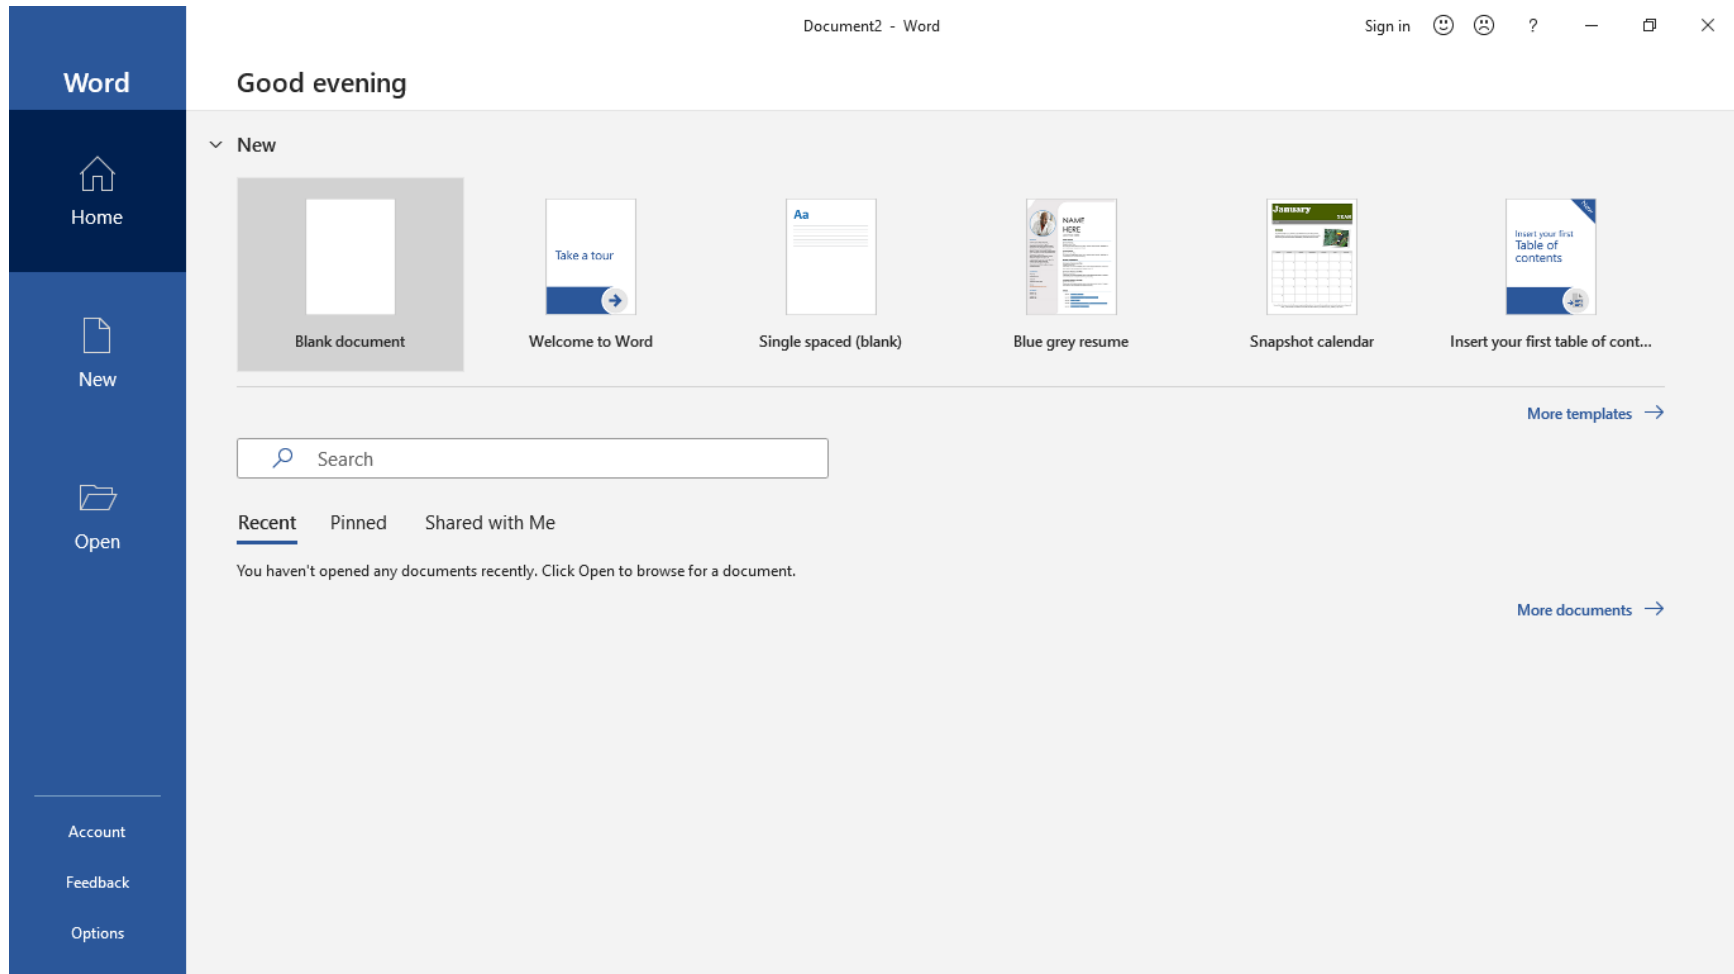 Document2 - Word
Sign in
?
Word
Good evening
Home
New
Open
Account
Feedback
Options
New
Blank document
Take a tour
Welcome to Word
Aa
Single spaced (blank)
NAME
HERE
Blue grey resume
January
Snapshot calendar
New
Insert your first
Table of
contents
Insert your first table of cont...
More templates
Search
Recent Pinned Shared with Me
You haven't opened any documents recently. Click Open to browse for a document.
More documents